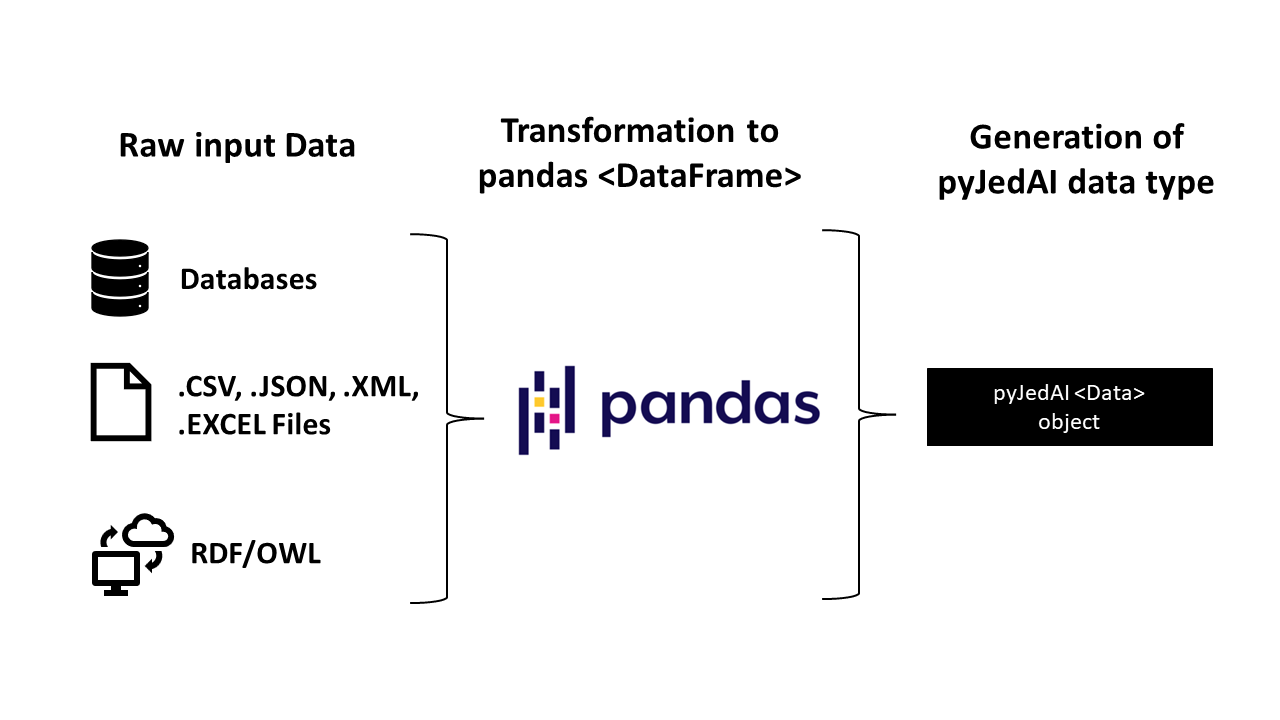 Raw input Data
Transformation to
pandas <DataFrame>
Generation of
pyJedAI data type
Databases
.CSV, .JSON, .XML,
.EXCEL Files
RDF/OWL
pandas
pyJedAI <Data>
object